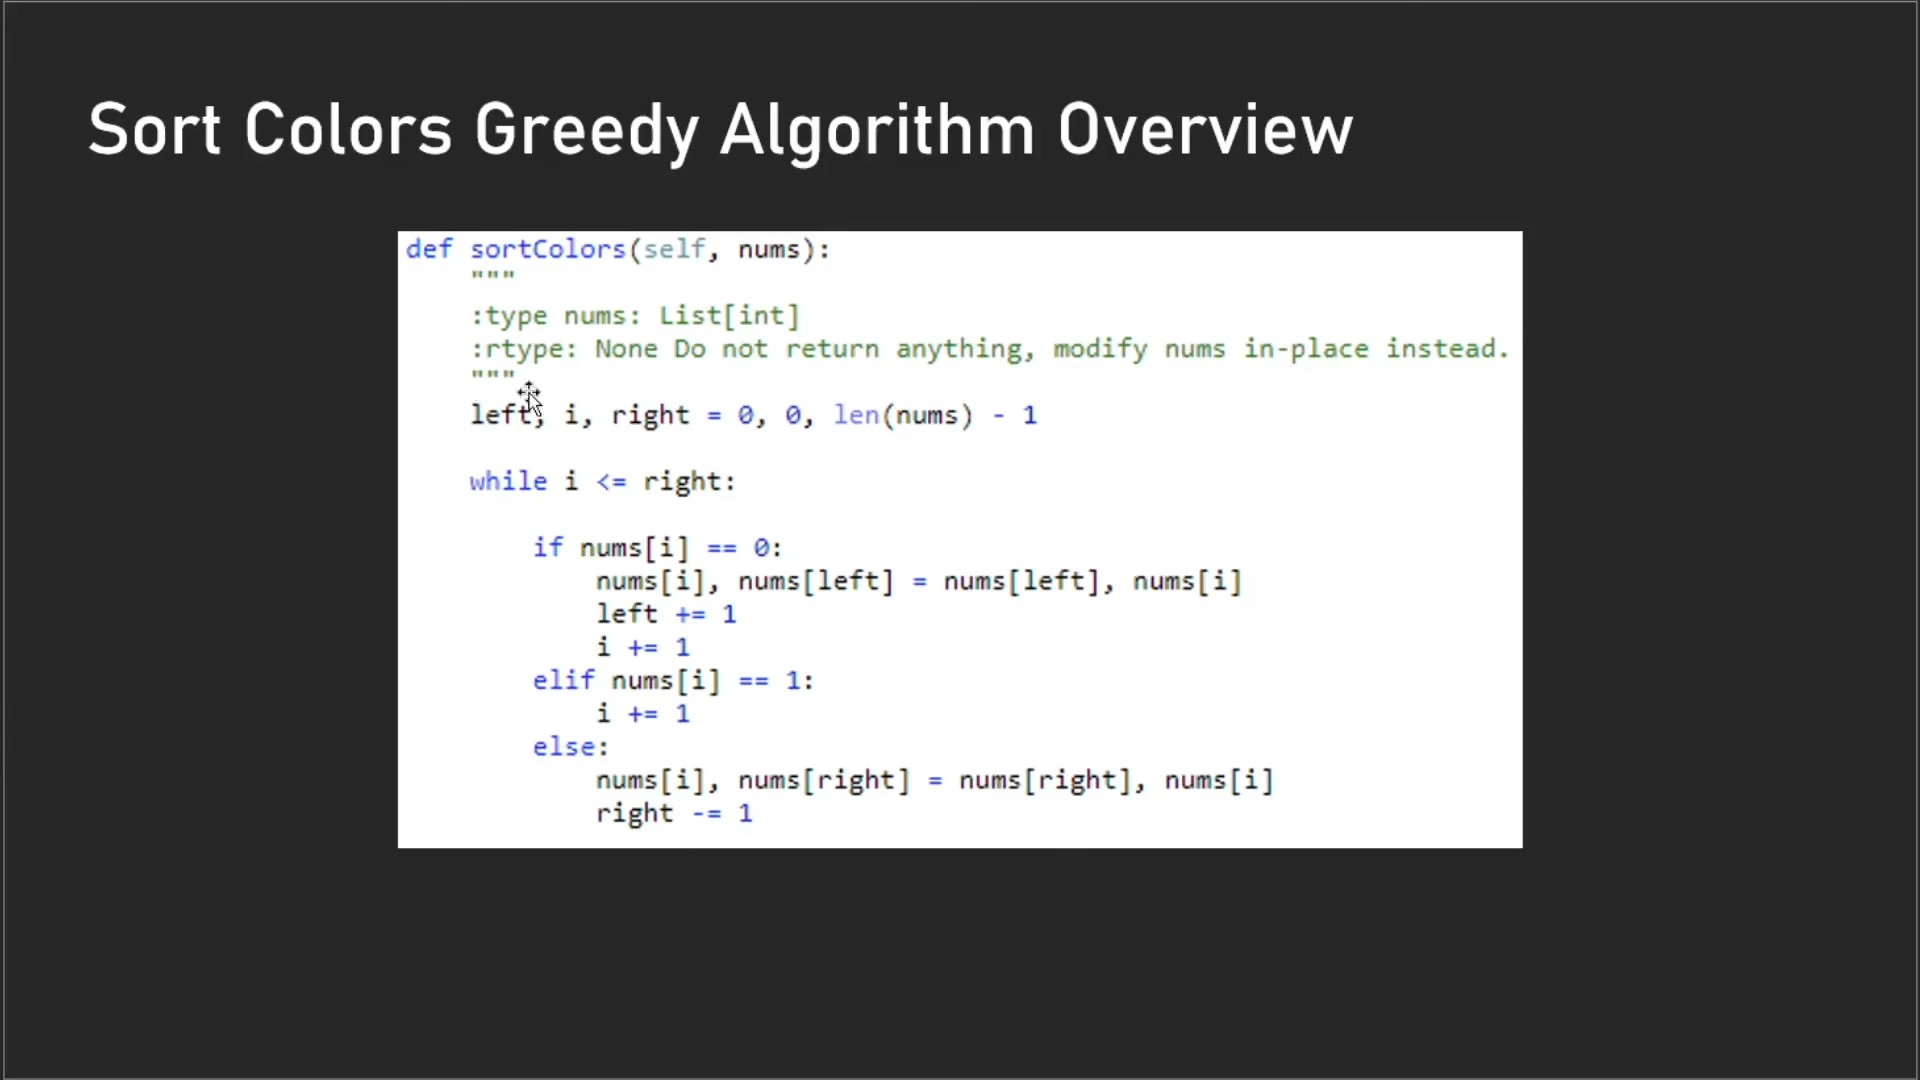 Sort Colors Greedy Algorithm Overview
def sortColors(self, nums):
"""
:type nums: List[int]
:rtype: None Do not return anything, modify nums in-place instead.
"""
left, i, right = 0, 0, len(nums) - 1
while i <= right:
if nums[i] == 0:
nums[i], nums[left] = nums[left], nums[i]
left += 1
i += 1
elif nums[i] == 1:
i += 1
else:
nums[i], nums[right] = nums[right], nums[i]
right -= 1